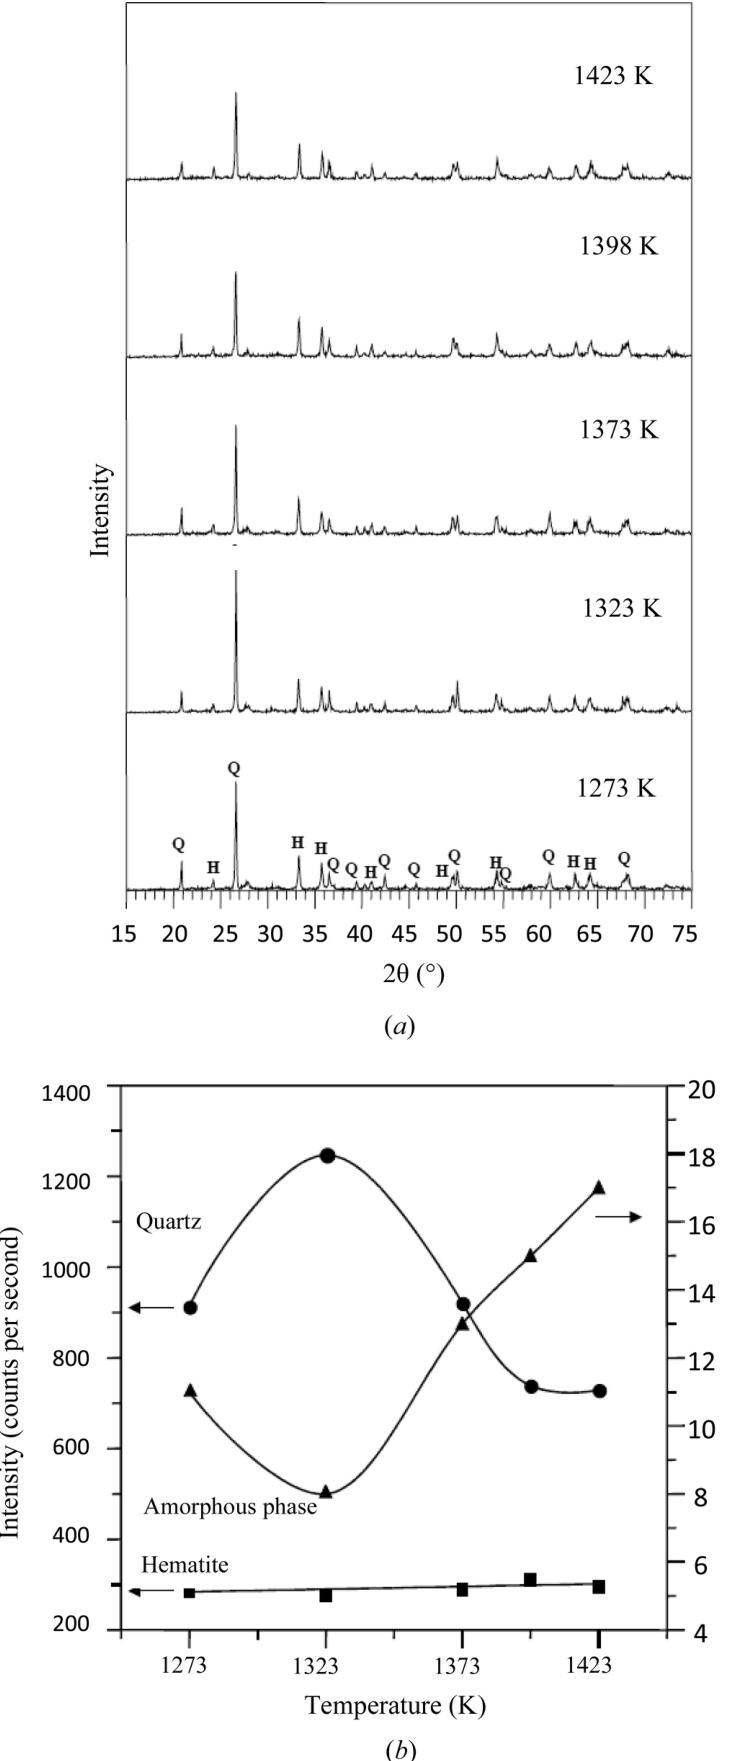 1423 K
1398 K
1373 K
Intensity
1323 K
1273 K
Q
Q H H H Q Q H Q Q H Q H Q Q H H Q
15 20 25 30 35 40 45 50 55 60 65 70 75
2θ (°)
(a)
1400 20
1200 18
Quartz 16
1000 14
Intensity (counts per second)
800 12
600 10
Amorphous phase 8
400
Hematite 6
200 4
1273 1323 1373 1423
Temperature (K)
(b)